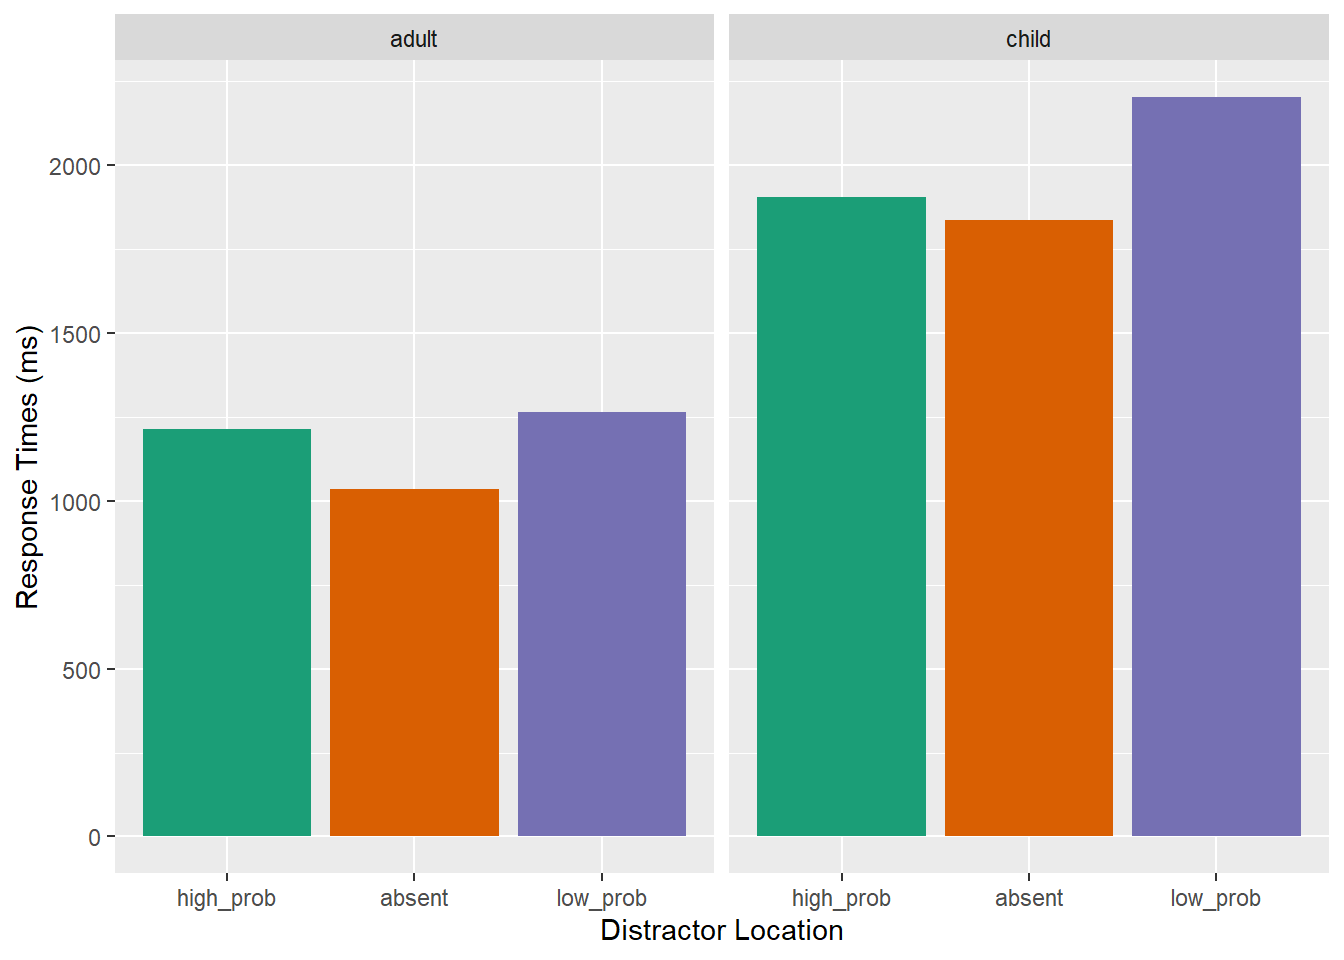 adult
child
Response Times (ms)
2000
1500
1000
500
0
high_prob absent low_prob
high_prob absent low_prob
Distractor Location